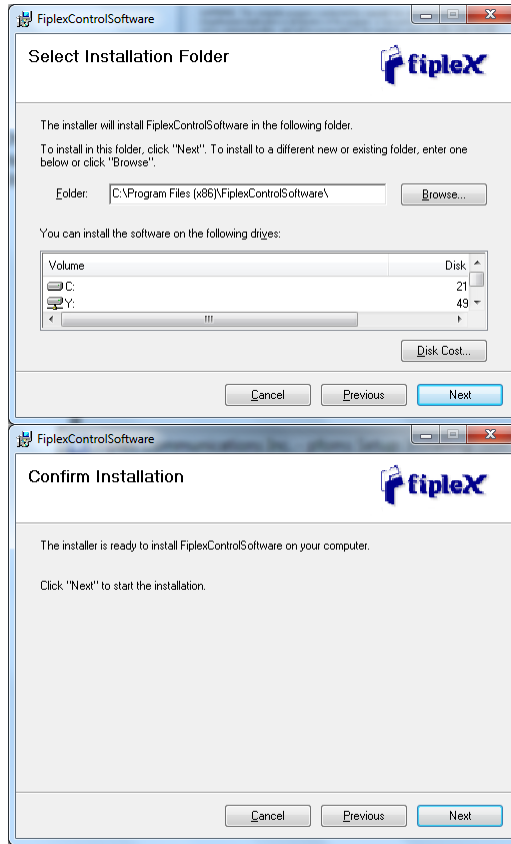 FiplexControlSoftware
Select Installation Folder
fipleX
The installer will install FiplexControlSoftware in the following folder.
To install in this folder, click "Next". To install to a different new or existing folder, enter one
below or click "Browse".
Folder: C:\Program Files (x86)\FiplexControlSoftware\ Browse...
You can install the software on the following drives:
Volume Disk
C: 21
Y: 49
Disk Cost...
Cancel Previous Next
FiplexControlSoftware
Confirm Installation
fipleX
The installer is ready to install FiplexControlSoftware on your computer.
Click "Next" to start the installation.
Cancel Previous Next